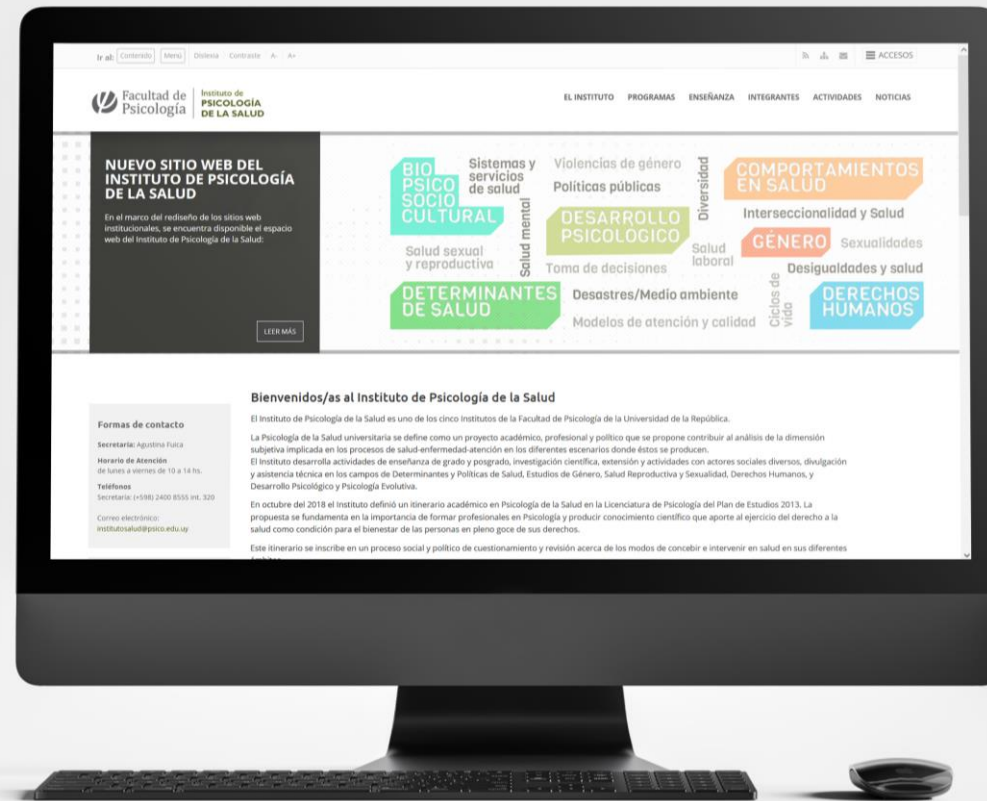 Ir al: Contenido Menú Dislexia Contraste A- A+
ACCESOS
Facultad de
Psicología
Instituto de
PSICOLOGÍA
DE LA SALUD
EL INSTITUTO PROGRAMAS ENSEÑANZA INTEGRANTES ACTIVIDADES NOTICIAS
NUEVO SITIO WEB DEL
INSTITUTO DE PSICOLOGÍA
DE LA SALUD
En el marco del rediseño de los sitios web
institucionales, se encuentra disponible el espacio
web del Instituto de Psicología de la Salud:
LEER MÁS
BIO
PSICO
SOCIO
CULTURAL
Sistemas y
servicios
de salud
Violencias de género
Políticas públicas
Diversidad
COMPORTAMIENTOS
EN SALUD
Salud mental
DESARROLLO
PSICOLOGICO
Interseccionalidad y Salud
Salud sexual
y reproductiva
Toma de decisiones
Salud
laboral
GÉNERO
Sexualidades
Desigualdades y salud
DETERMINANTES
DE SALUD
Desastres/Medio ambiente
Modelos de atención y calidad
Ciclos de
vida
DERECHOS
HUMANOS
Formas de contacto
Secretaría: Agustina Fulca
Horario de Atención
de lunes a viernes de 10 a 14 hs.
Teléfonos
Secretaría: (+598) 2400 8555 int. 320
Correo electrónico:
institutosalud@psico.edu.uy
Bienvenidos/as al Instituto de Psicología de la Salud
El Instituto de Psicología de la Salud es uno de los cinco Institutos de la Facultad de Psicología de la Universidad de la República.
La Psicología de la Salud universitaria se define como un proyecto académico, profesional y político que se propone contribuir al análisis de la dimensión
subjetiva implicada en los procesos de salud-enfermedad-atención en los diferentes escenarios donde éstos se producen.
El Instituto desarrolla actividades de enseñanza de grado y posgrado, investigación científica, extensión y actividades con actores sociales diversos, divulgación
y asistencia técnica en los campos de Determinantes y Políticas de Salud, Estudios de Género, Salud Reproductiva y Sexualidad, Derechos Humanos, y
Desarrollo Psicológico y Psicología Evolutiva.
En octubre del 2018 el Instituto definió un itinerario académico en Psicología de la Salud en la Licenciatura de Psicología del Plan de Estudios 2013. La
propuesta se fundamenta en la importancia de formar profesionales en Psicología y producir conocimiento científico que aporte al ejercicio del derecho a la
salud como condición para el bienestar de las personas en pleno goce de sus derechos.
Este itinerario se inscribe en un proceso social y político de cuestionamiento y revisión acerca de los modos de concebir e intervenir en salud en sus diferentes